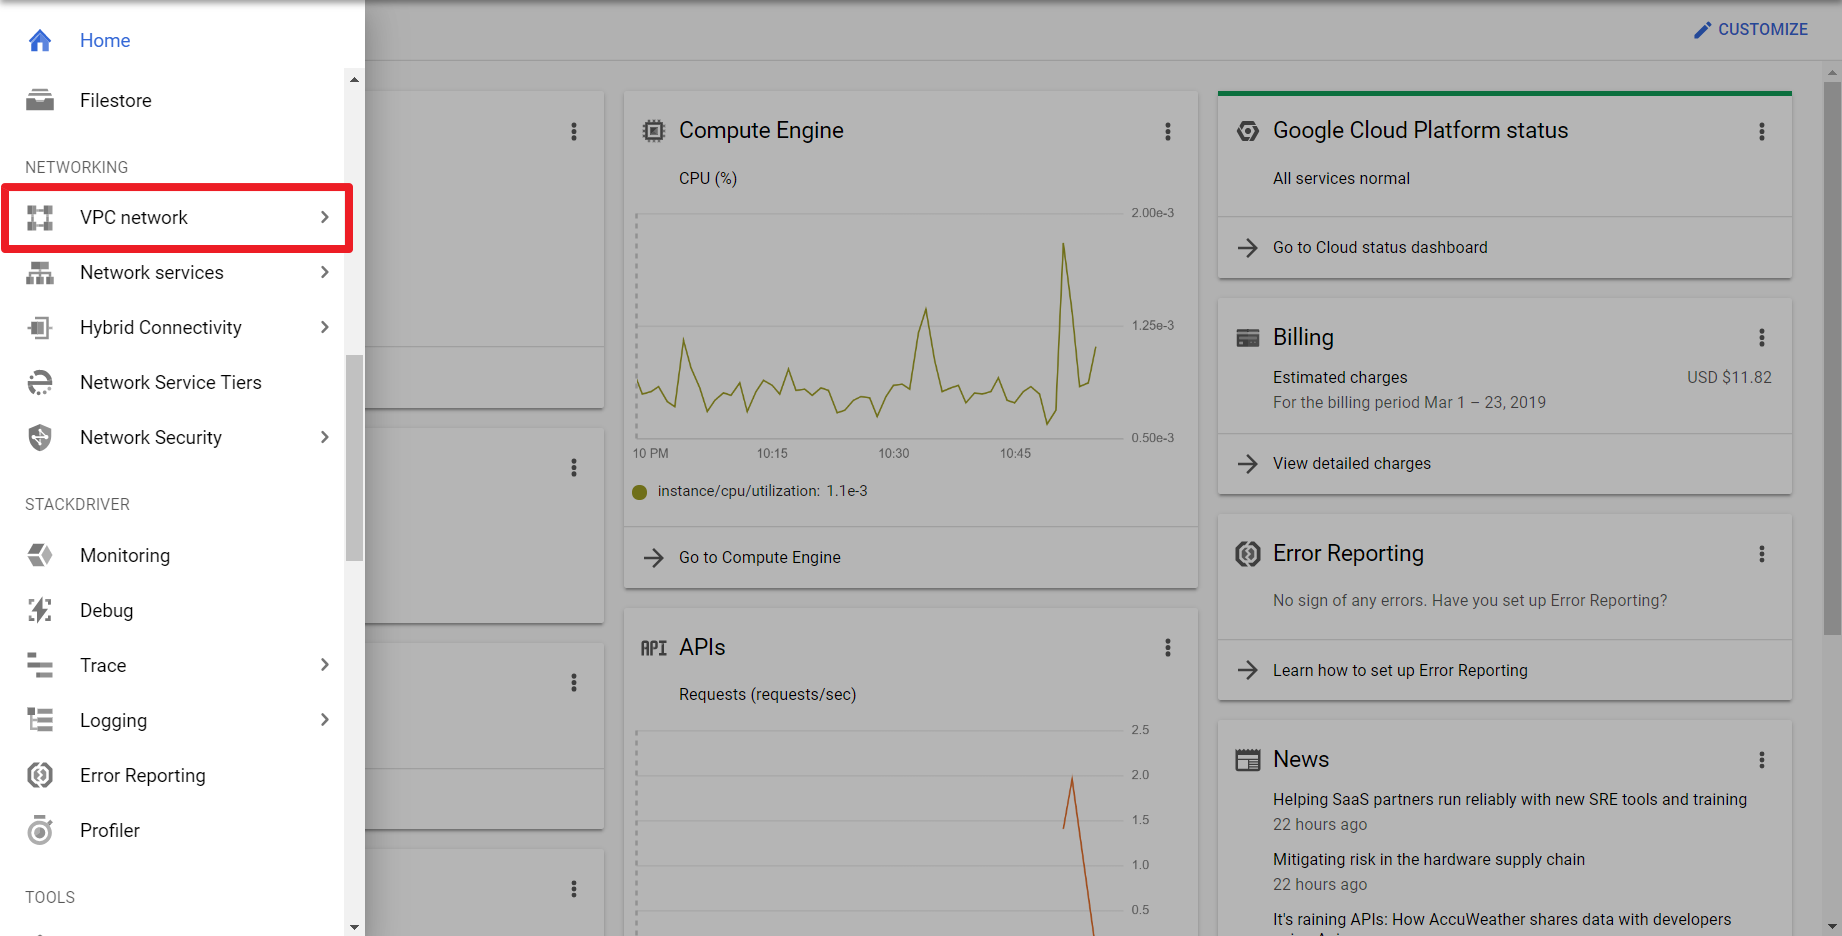 Home
Filestore
NETWORKING
VPC network
Network services
Hybrid Connectivity
Network Service Tiers
Network Security
STACKDRIVER
Monitoring
Debug
Trace
Logging
Error Reporting
Profiler
TOOLS
CUSTOMIZE
Compute Engine
CPU (%)
2.00e-3
1.25e-3
0.50e-3
10 PM 10:15 10:30 10:45
instance/cpu/utilization: 1.1e-3
Go to Compute Engine
API APIs
Requests (requests/sec)
2.5
2.0
1.5
1.0
0.5
Google Cloud Platform status
All services normal
Go to Cloud status dashboard
Billing
Estimated charges USD $11.82
For the billing period Mar 1 – 23, 2019
View detailed charges
Error Reporting
No sign of any errors. Have you set up Error Reporting?
Learn how to set up Error Reporting
News
Helping SaaS partners run reliably with new SRE tools and training
22 hours ago
Mitigating risk in the hardware supply chain
22 hours ago
It's raining APIs: How AccuWeather shares data with developers